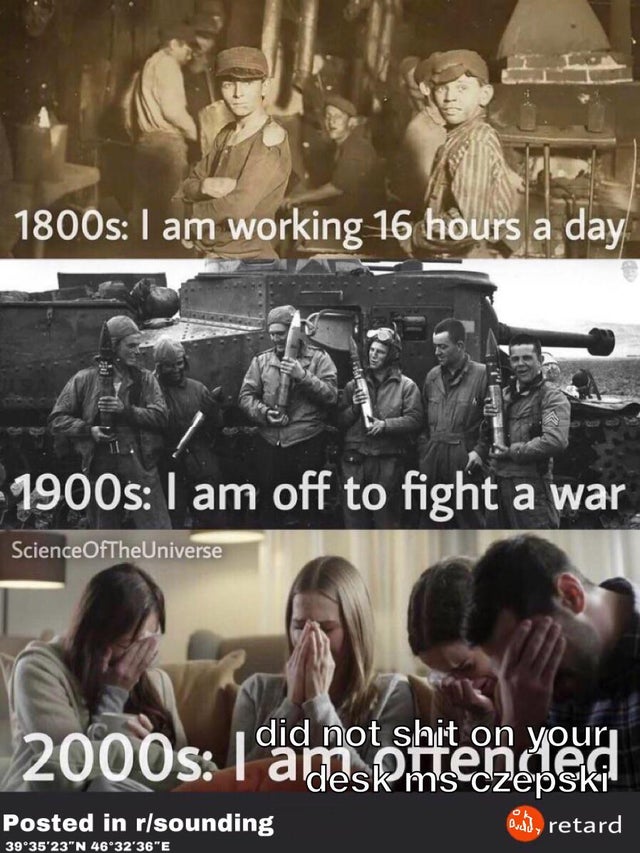 1800s: I am working 16 hours a day
1900s: I am off to fight a war
ScienceOfTheUniverse
did not shit on your
2000s: I am offended
desk ms czepski
Posted in r/sounding
Buddy retard
39°35'23"N 46°32'36"E